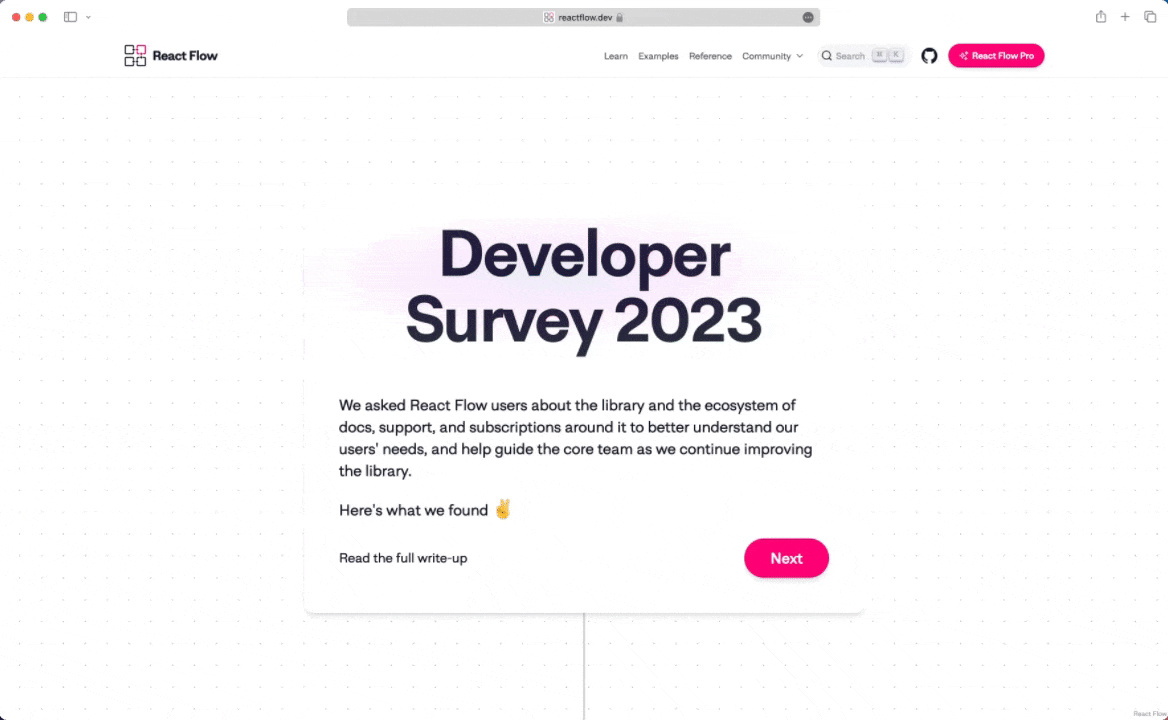 reactflow.dev
React Flow
Learn Examples Reference Community Search ⌘ K React Flow Pro
Developer
Survey 2023
We asked React Flow users about the library and the ecosystem of
docs, support, and subscriptions around it to better understand our
users' needs, and help guide the core team as we continue improving
the library.
Here's what we found ✌️
Read the full write-up
Next
React Flow